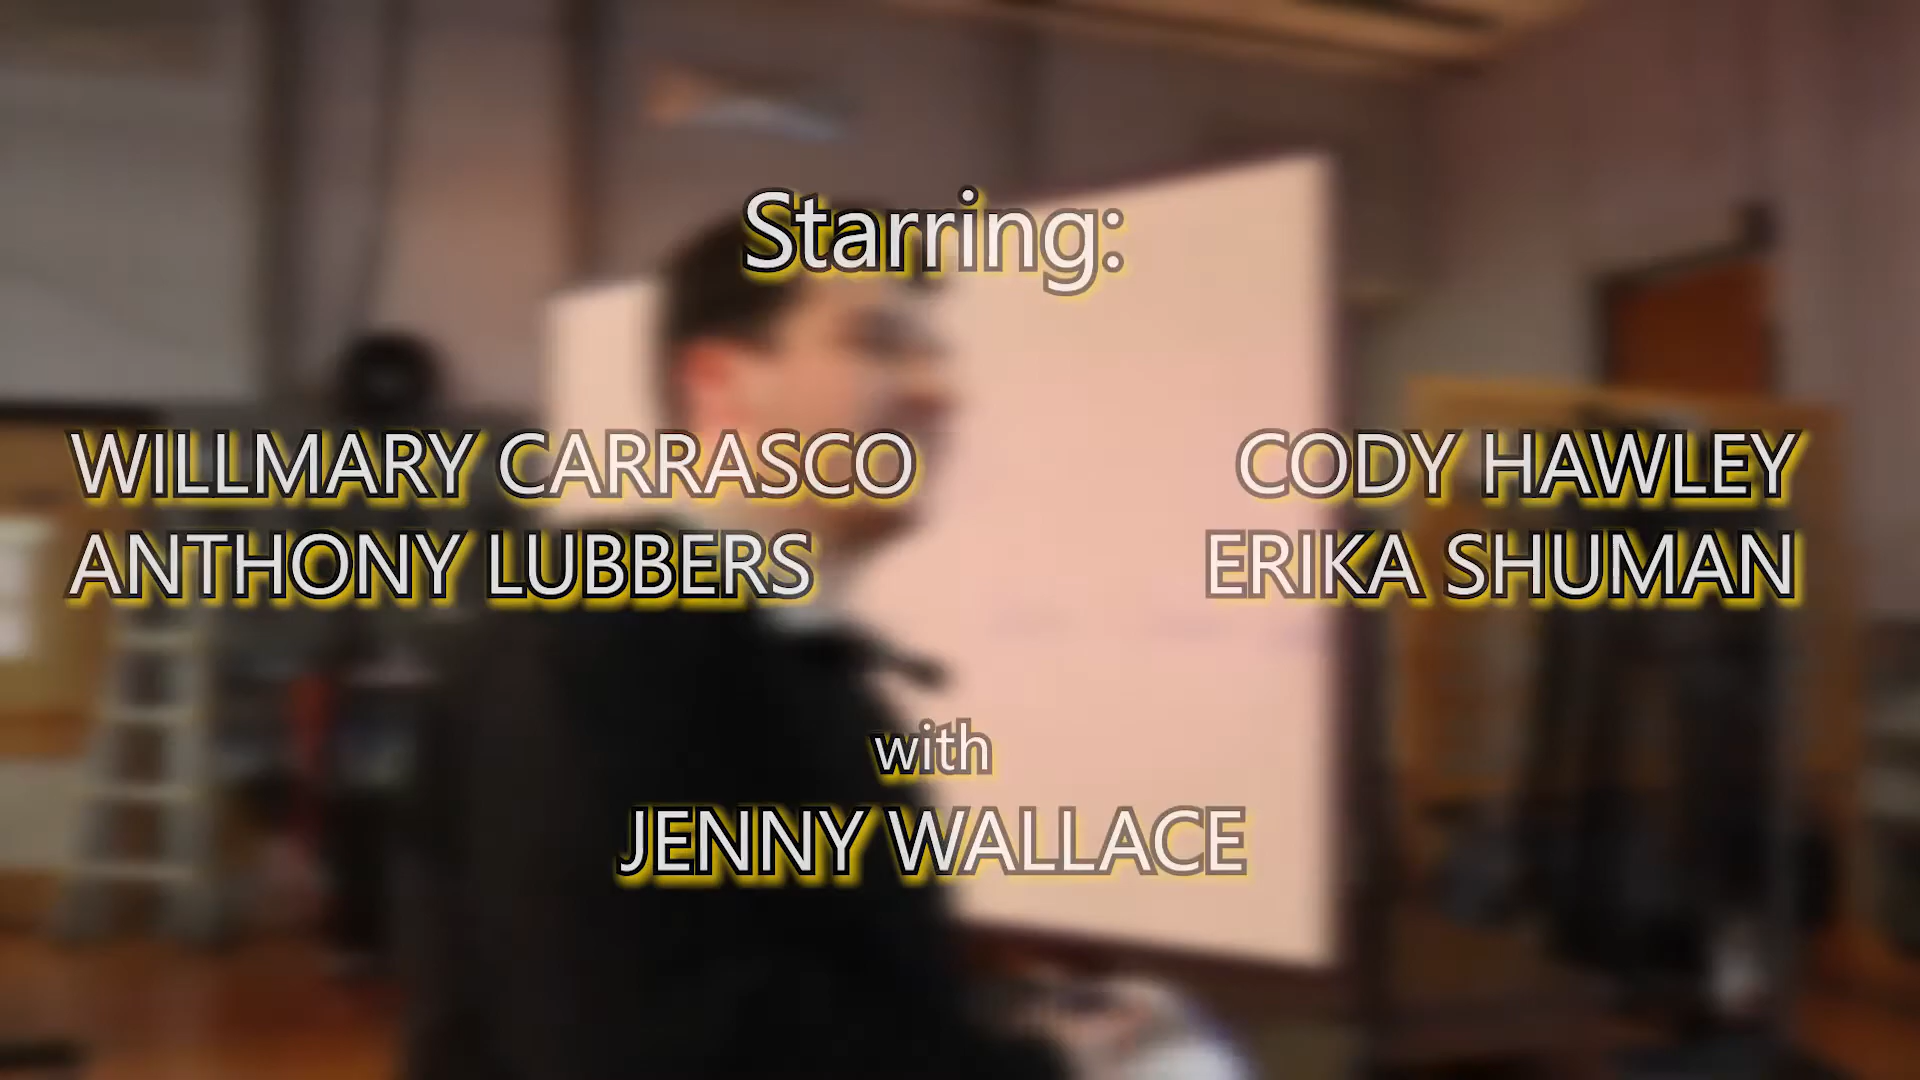 Starring:
WILLMARY CARRASCO
CODY HAWLEY
ANTHONY LUBBERS
ERIKA SHUMAN
with
JENNY WALLACE